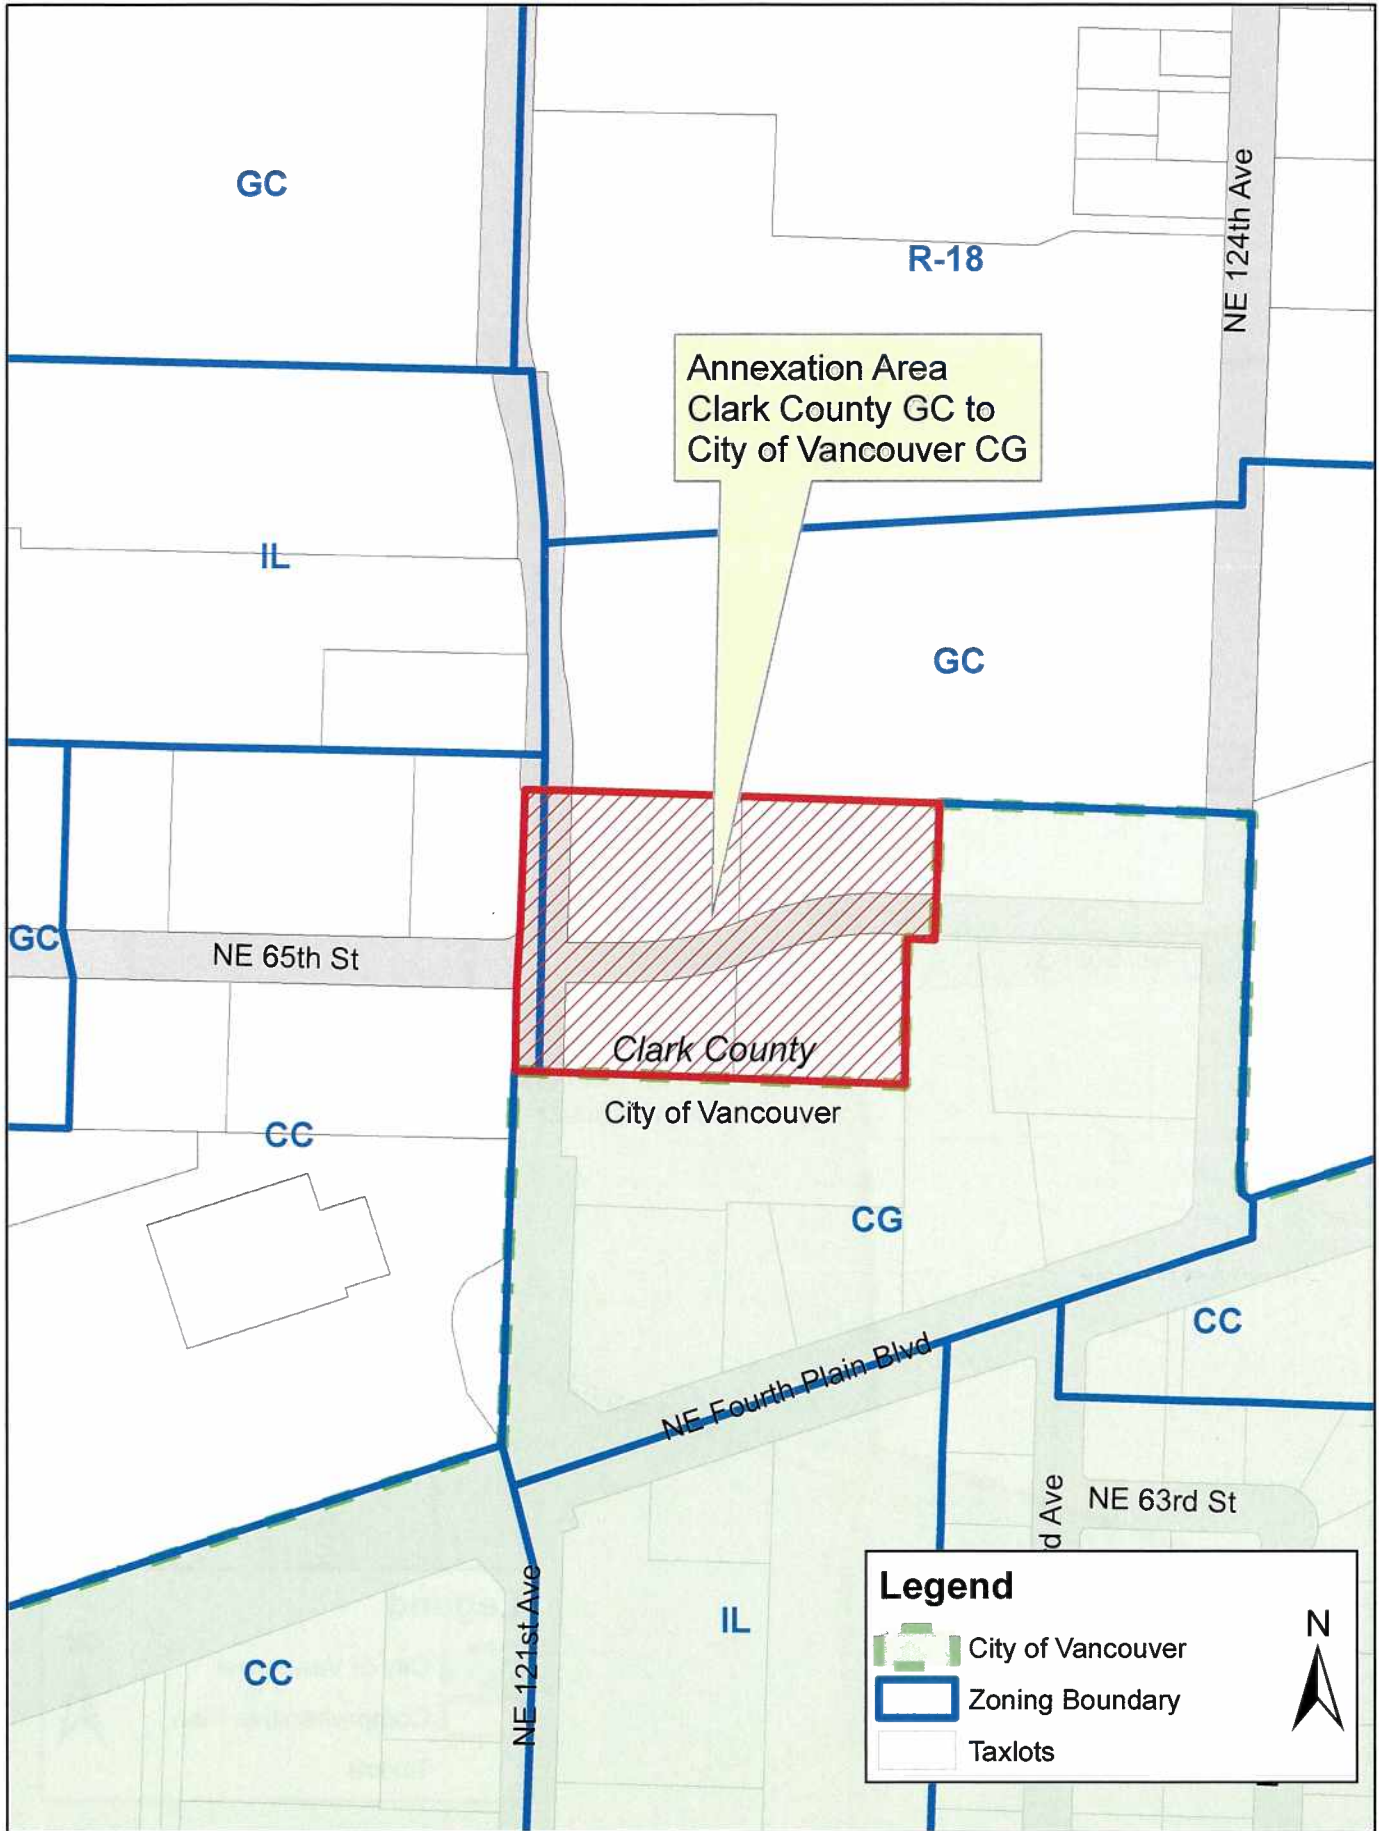 GC
R-18
NE 124th Ave
Annexation Area
Clark County GC to
City of Vancouver CG
IL
GC
GC
NE 65th St
Clark County
City of Vancouver
CC
CG
CC
NE Fourth Plain Blvd
NE 63rd St
d Ave
NE 121st Ave
IL
CC
Legend
City of Vancouver
Zoning Boundary
Taxlots
N